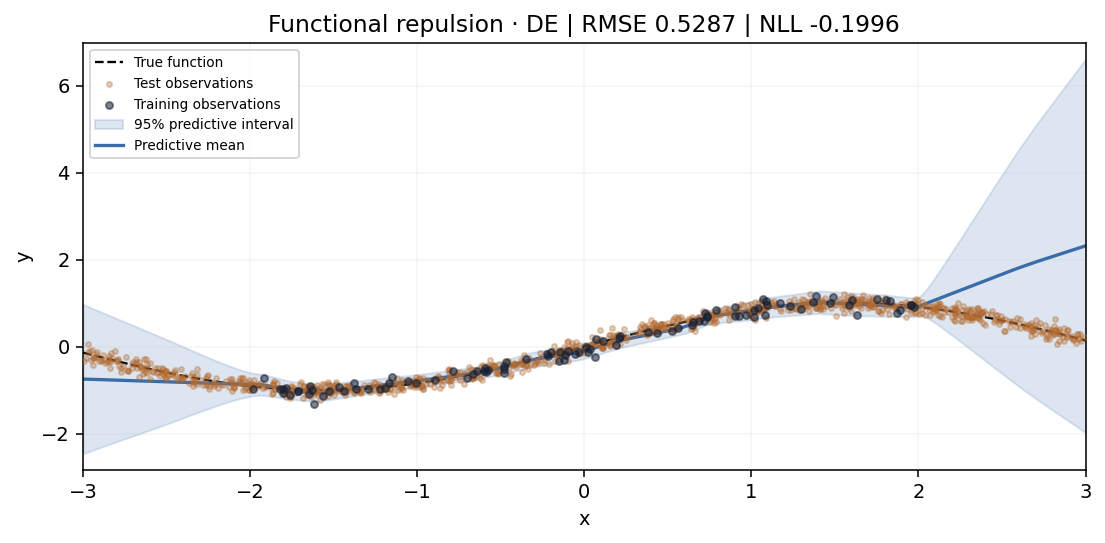 Functional repulsion · DE | RMSE 0.5287 | NLL -0.1996
True function
Test observations
Training observations
95% predictive interval
Predictive mean
y
6
4
2
0
−2
−3
−2
−1
0
1
2
3
x